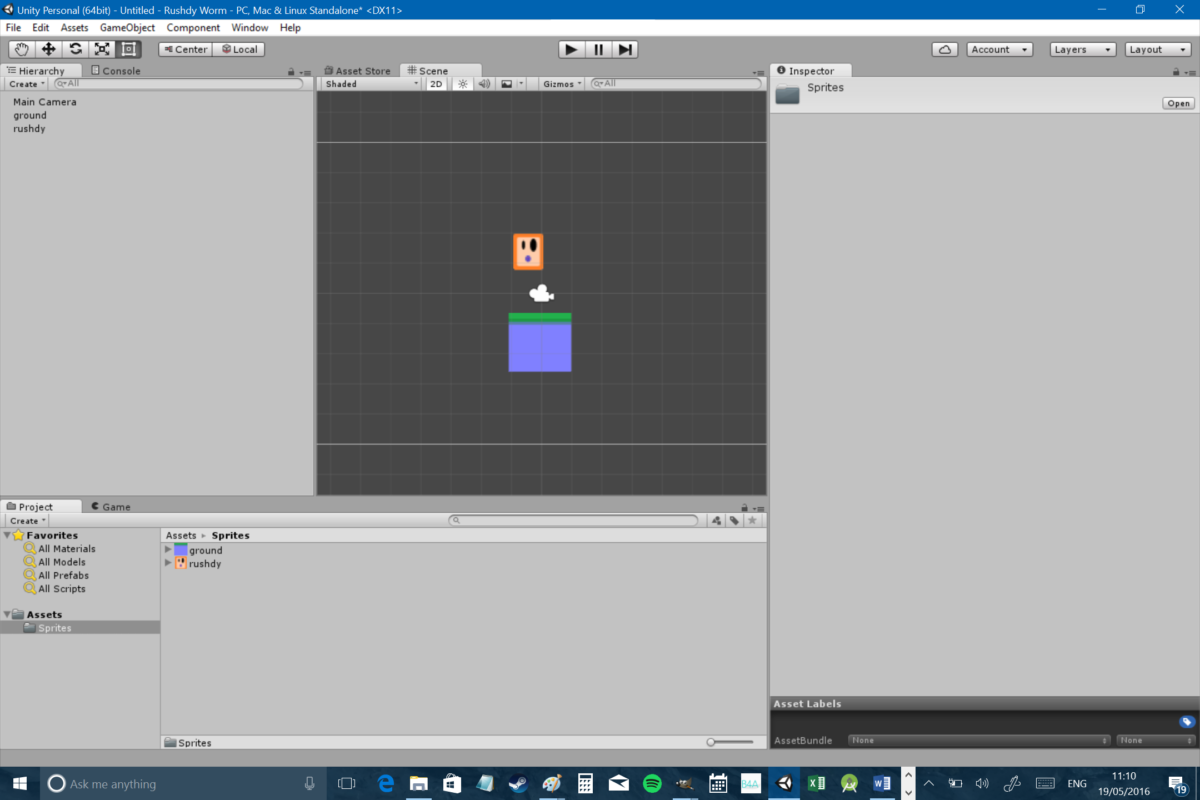 Unity Personal (64bit) - Untitled - Rushdy Worm - PC, Mac & Linux Standalone* <DX11>
File Edit Assets GameObject Component Window Help
Center Local Account Layers Layout
Hierarchy Console Asset Store Scene Inspector
Create All Shaded 2D Gizmos All
Sprites
Open
Main Camera
ground
rushdy
Project Game
Create
Favorites
All Materials
All Models
All Prefabs
All Scripts
Assets
Sprites
Assets Sprites
ground
rushdy
Sprites
Asset Labels
AssetBundle None None
Ask me anything
B4A
ENG
11:10
19/05/2016
19